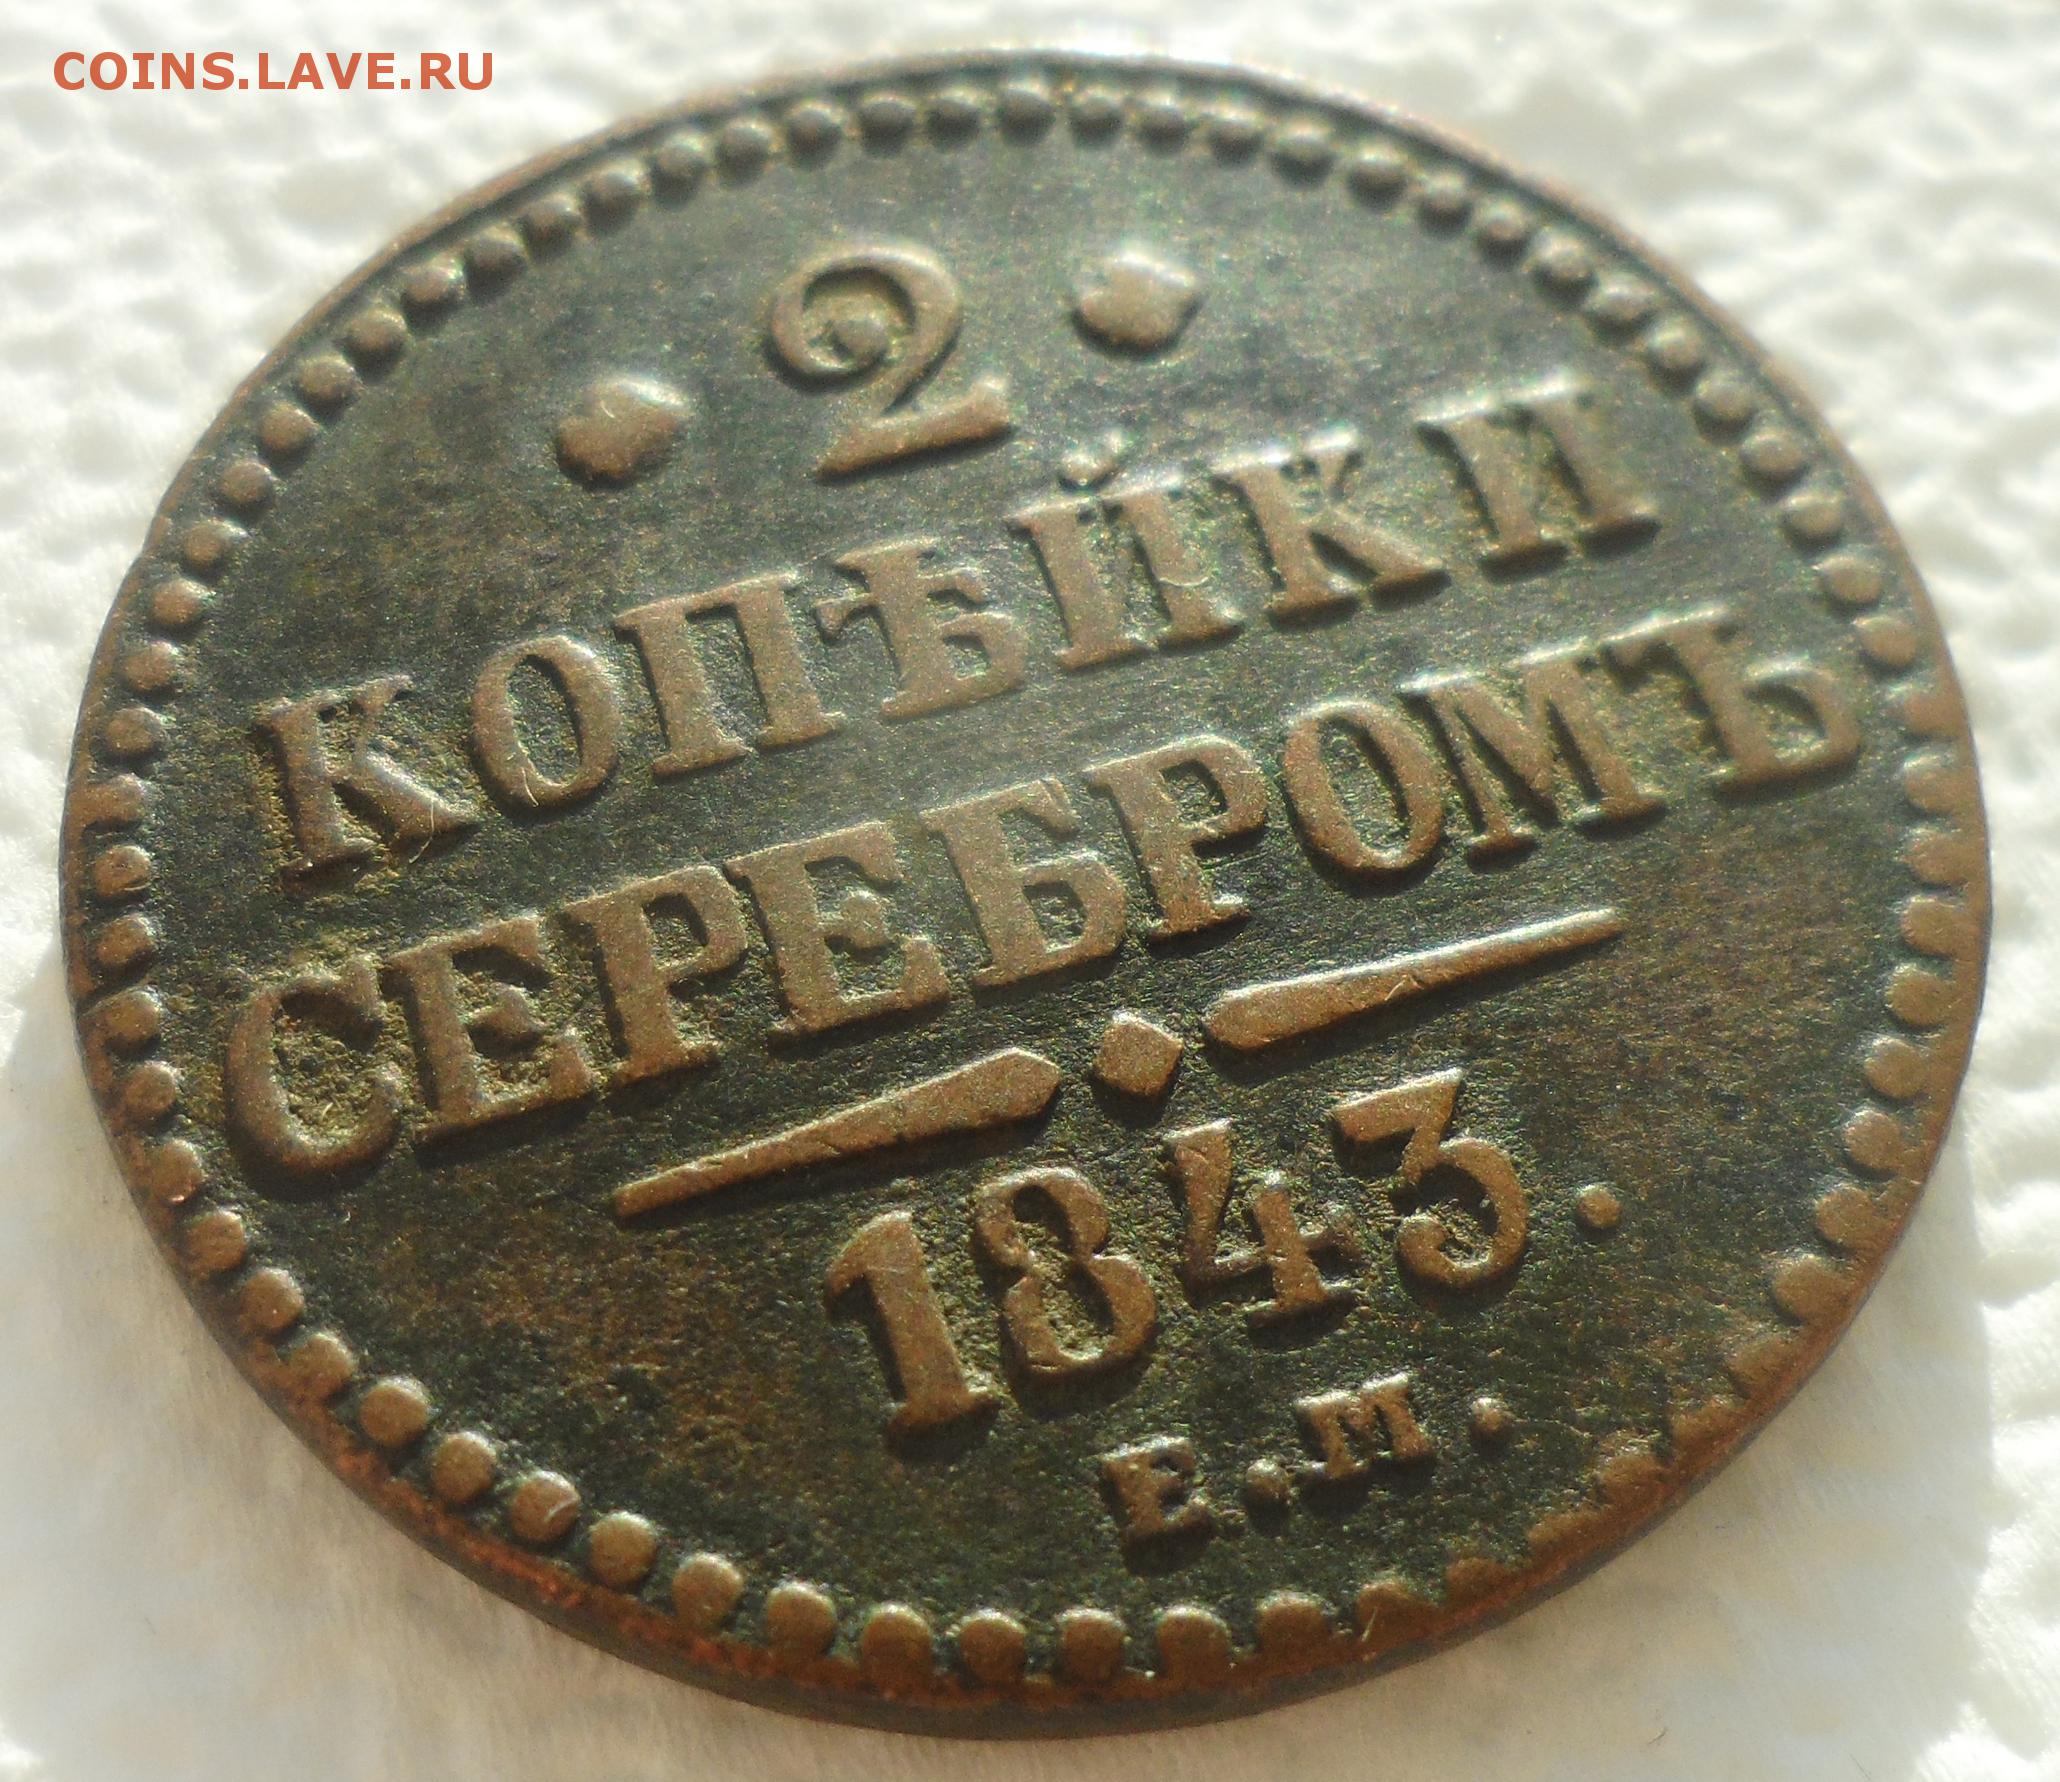 COINS.LAVE.RU
2
КОПѢЙКИ
СЕРЕБРОМЪ
1843.
Е.М.